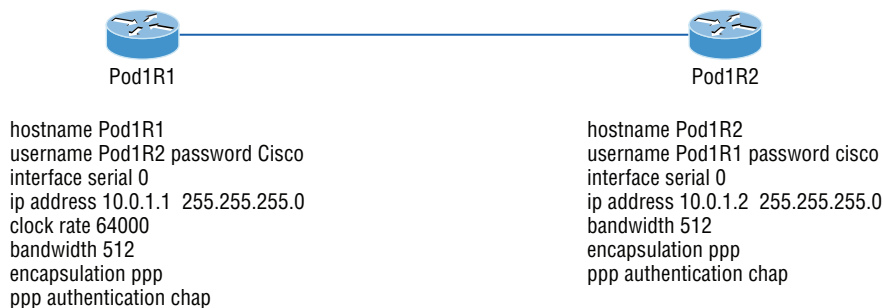 Pod1R1
Pod1R2
hostname Pod1R1
username Pod1R2 password Cisco
interface serial 0
ip address 10.0.1.1 255.255.255.0
clock rate 64000
bandwidth 512
encapsulation ppp
ppp authentication chap
hostname Pod1R2
username Pod1R1 password cisco
interface serial 0
ip address 10.0.1.2 255.255.255.0
bandwidth 512
encapsulation ppp
ppp authentication chap